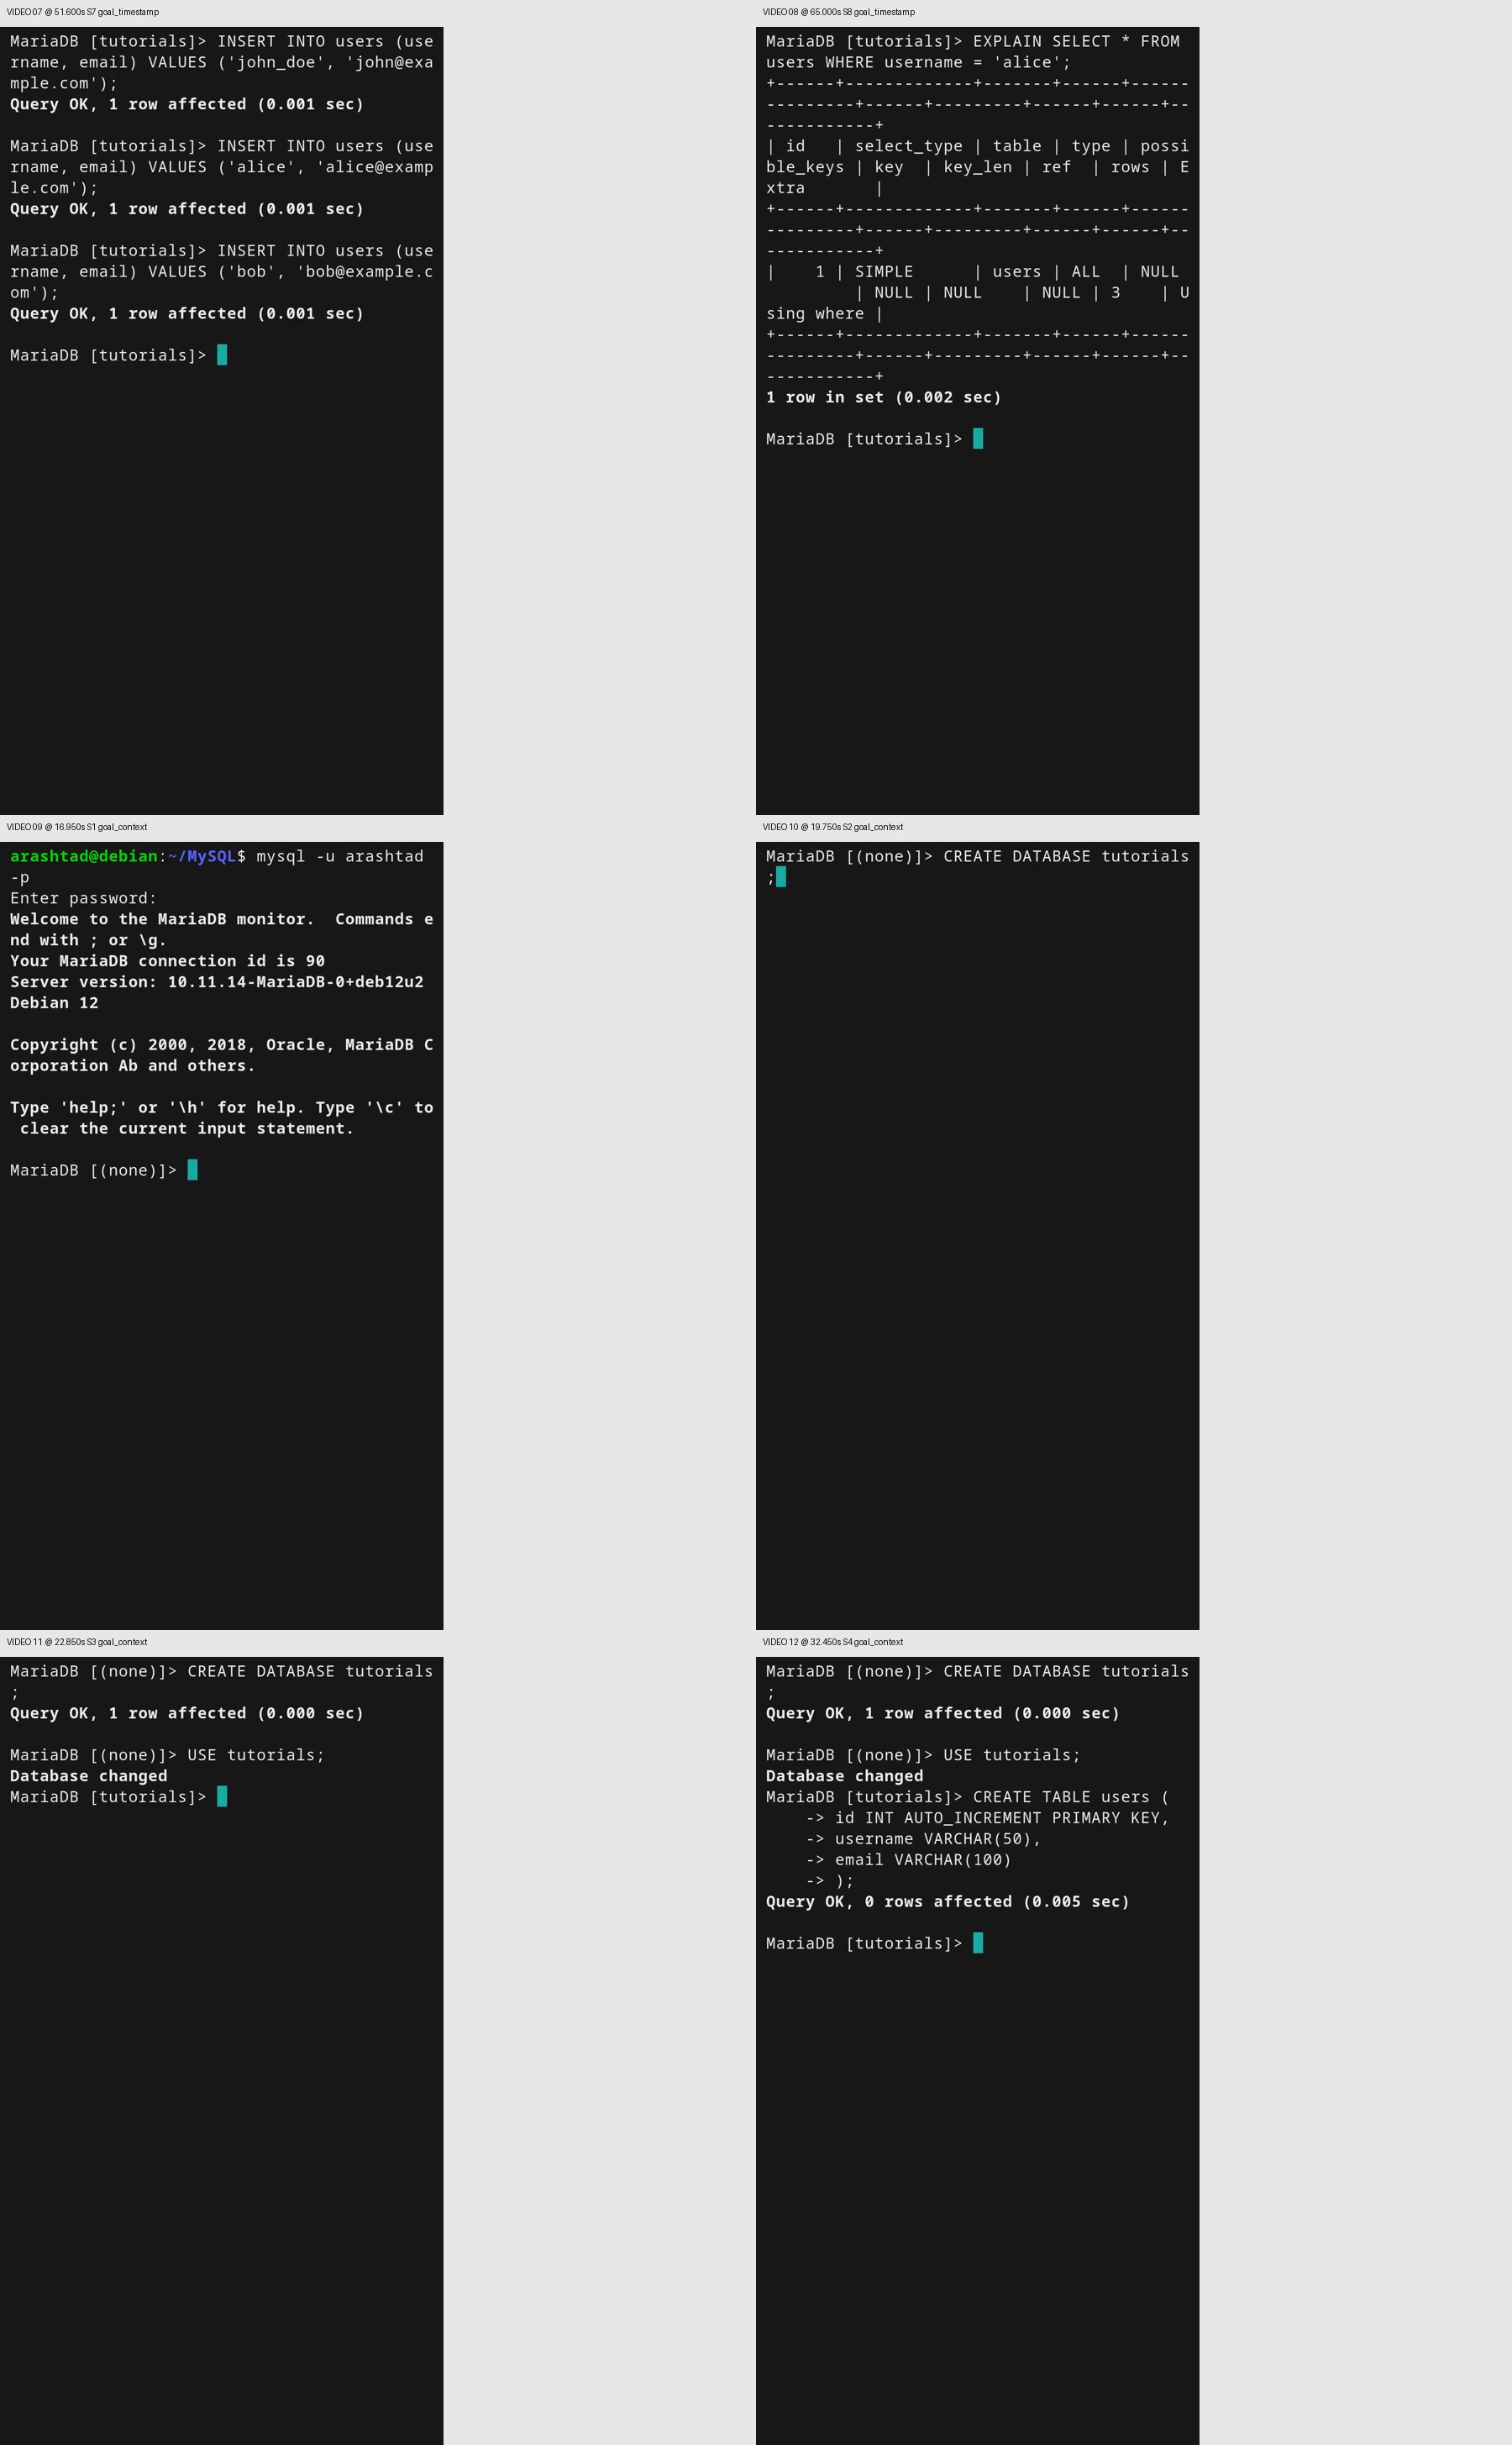 VIDEO 07 @ 51.600s S7 goal_timestamp
MariaDB [tutorials]> INSERT INTO users (use
rname, email) VALUES ('john_doe', 'john@exa
mple.com');
Query OK, 1 row affected (0.001 sec)
MariaDB [tutorials]> INSERT INTO users (use
rname, email) VALUES ('alice', 'alice@examp
le.com');
Query OK, 1 row affected (0.001 sec)
MariaDB [tutorials]> INSERT INTO users (use
rname, email) VALUES ('bob', 'bob@example.c
om');
Query OK, 1 row affected (0.001 sec)
MariaDB [tutorials]>
VIDEO 08 @ 65.000s S8 goal_timestamp
MariaDB [tutorials]> EXPLAIN SELECT * FROM
users WHERE username = 'alice';
+------+-------------+-------+------+------
---------+------+---------+------+------+--
-----------+
| id   | select_type | table | type | possi
ble_keys | key  | key_len | ref  | rows | E
xtra       |
+------+-------------+-------+------+------
---------+------+---------+------+------+--
-----------+
|    1 | SIMPLE      | users | ALL  | NULL
         | NULL | NULL    | NULL | 3    | U
sing where |
+------+-------------+-------+------+------
---------+------+---------+------+------+--
-----------+
1 row in set (0.002 sec)
MariaDB [tutorials]>
VIDEO 09 @ 16.950s S1 goal_context
arashtad@debian:~/MySQL$ mysql -u arashtad
-p
Enter password:
Welcome to the MariaDB monitor.  Commands e
nd with ; or \g.
Your MariaDB connection id is 90
Server version: 10.11.14-MariaDB-0+deb12u2
Debian 12
Copyright (c) 2000, 2018, Oracle, MariaDB C
orporation Ab and others.
Type 'help;' or '\h' for help. Type '\c' to
 clear the current input statement.
MariaDB [(none)]>
VIDEO 10 @ 19.750s S2 goal_context
MariaDB [(none)]> CREATE DATABASE tutorials
;
VIDEO 11 @ 22.850s S3 goal_context
MariaDB [(none)]> CREATE DATABASE tutorials
;
Query OK, 1 row affected (0.000 sec)
MariaDB [(none)]> USE tutorials;
Database changed
MariaDB [tutorials]>
VIDEO 12 @ 32.450s S4 goal_context
MariaDB [(none)]> CREATE DATABASE tutorials
;
Query OK, 1 row affected (0.000 sec)
MariaDB [(none)]> USE tutorials;
Database changed
MariaDB [tutorials]> CREATE TABLE users (
    -> id INT AUTO_INCREMENT PRIMARY KEY,
    -> username VARCHAR(50),
    -> email VARCHAR(100)
    -> );
Query OK, 0 rows affected (0.005 sec)
MariaDB [tutorials]>